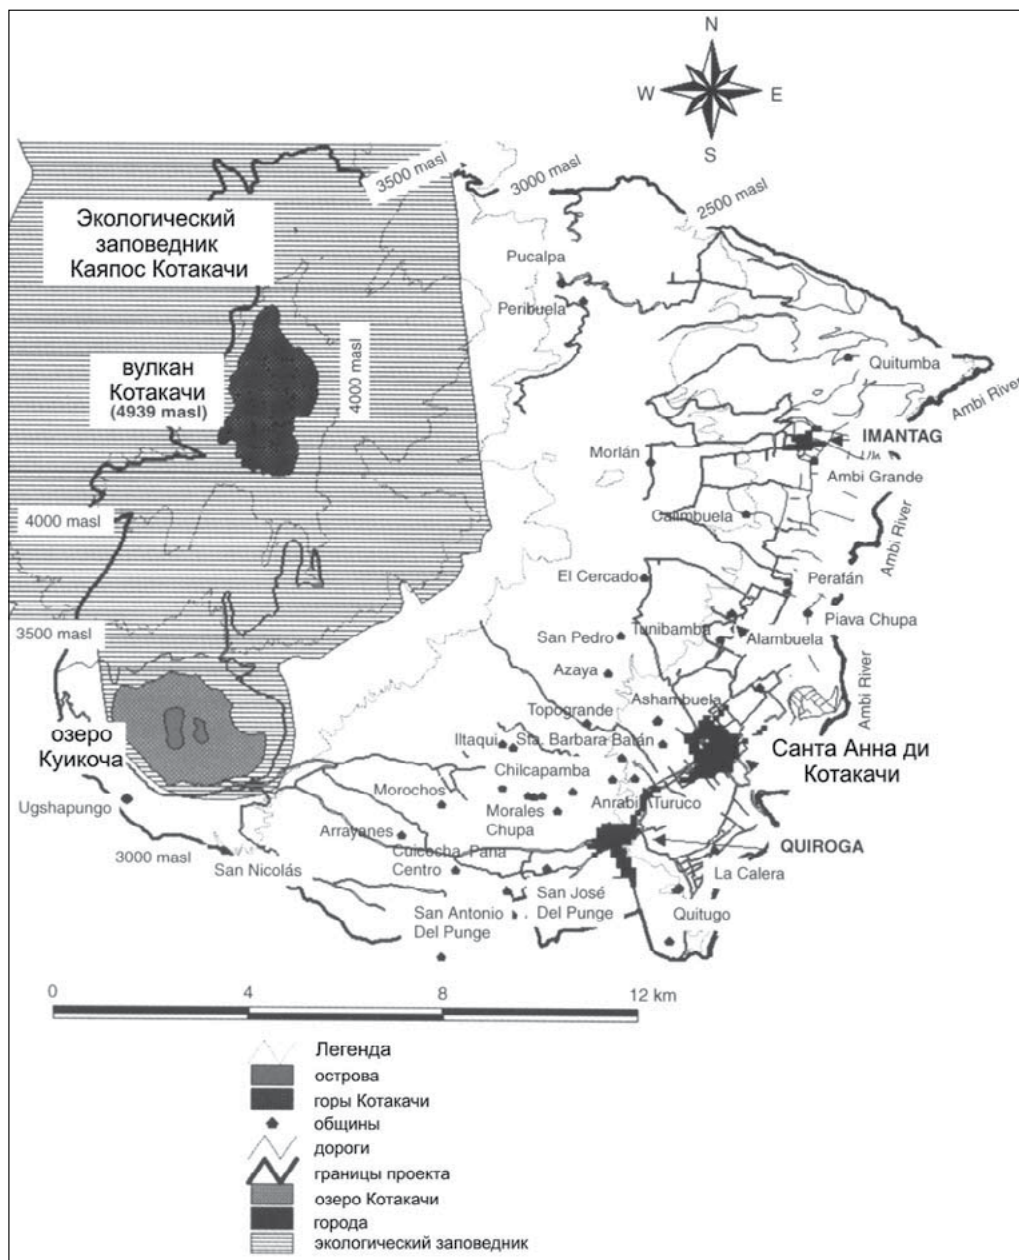 N
W
E
S
3500 masl
3000 masl
2500 masl
Экологический
заповедник
Каяпос Котакачи
Pucalpa
Peribuela
вулкан
Котакачи
(4939 masl)
4000 masl
Quitumba
Ambi River
IMANTAG
Morlán
Ambi Grande
4000 masl
Calimbuela
Ambi River
El Cercado
Perafán
Piava Chupa
3500 masl
San Pedro
Tunibamba
Alambuela
Azaya
Ambi River
Ashambuela
Topogrande
озеро
Куикоча
Iltaqui
Sta. Barbara Batán
Санта Анна ди
Котакачи
Chilcapamba
Ugshapungo
Morochos
Morales
Chupa
Anrabi
Turuco
Arrayanes
QUIROGA
3000 masl
San Nicolás
Cuicocha Pana
Centro
La Calera
San José
Del Punge
San Antonio
Del Punge
Quitugo
0
4
8
12 km
Легенда
острова
горы Котакачи
общины
дороги
границы проекта
озеро Котакачи
города
экологический заповедник